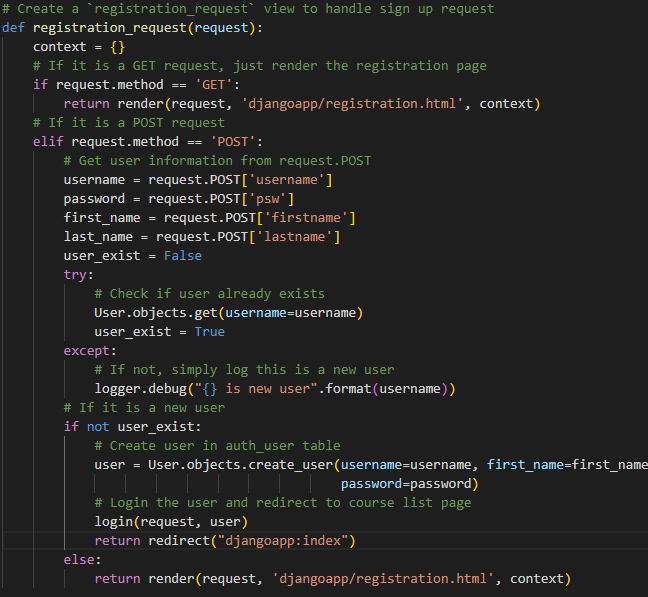 # Create a `registration_request` view to handle sign up request
def registration_request(request):
    context = {}
    # If it is a GET request, just render the registration page
    if request.method == 'GET':
        return render(request, 'djangoapp/registration.html', context)
    # If it is a POST request
    elif request.method == 'POST':
        # Get user information from request.POST
        username = request.POST['username']
        password = request.POST['psw']
        first_name = request.POST['firstname']
        last_name = request.POST['lastname']
        user_exist = False
        try:
            # Check if user already exists
            User.objects.get(username=username)
            user_exist = True
        except:
            # If not, simply log this is a new user
            logger.debug("{} is new user".format(username))
        # If it is a new user
        if not user_exist:
            # Create user in auth_user table
            user = User.objects.create_user(username=username, first_name=first_name
                                            password=password)
            # Login the user and redirect to course list page
            login(request, user)
            return redirect("djangoapp:index")
        else:
            return render(request, 'djangoapp/registration.html', context)